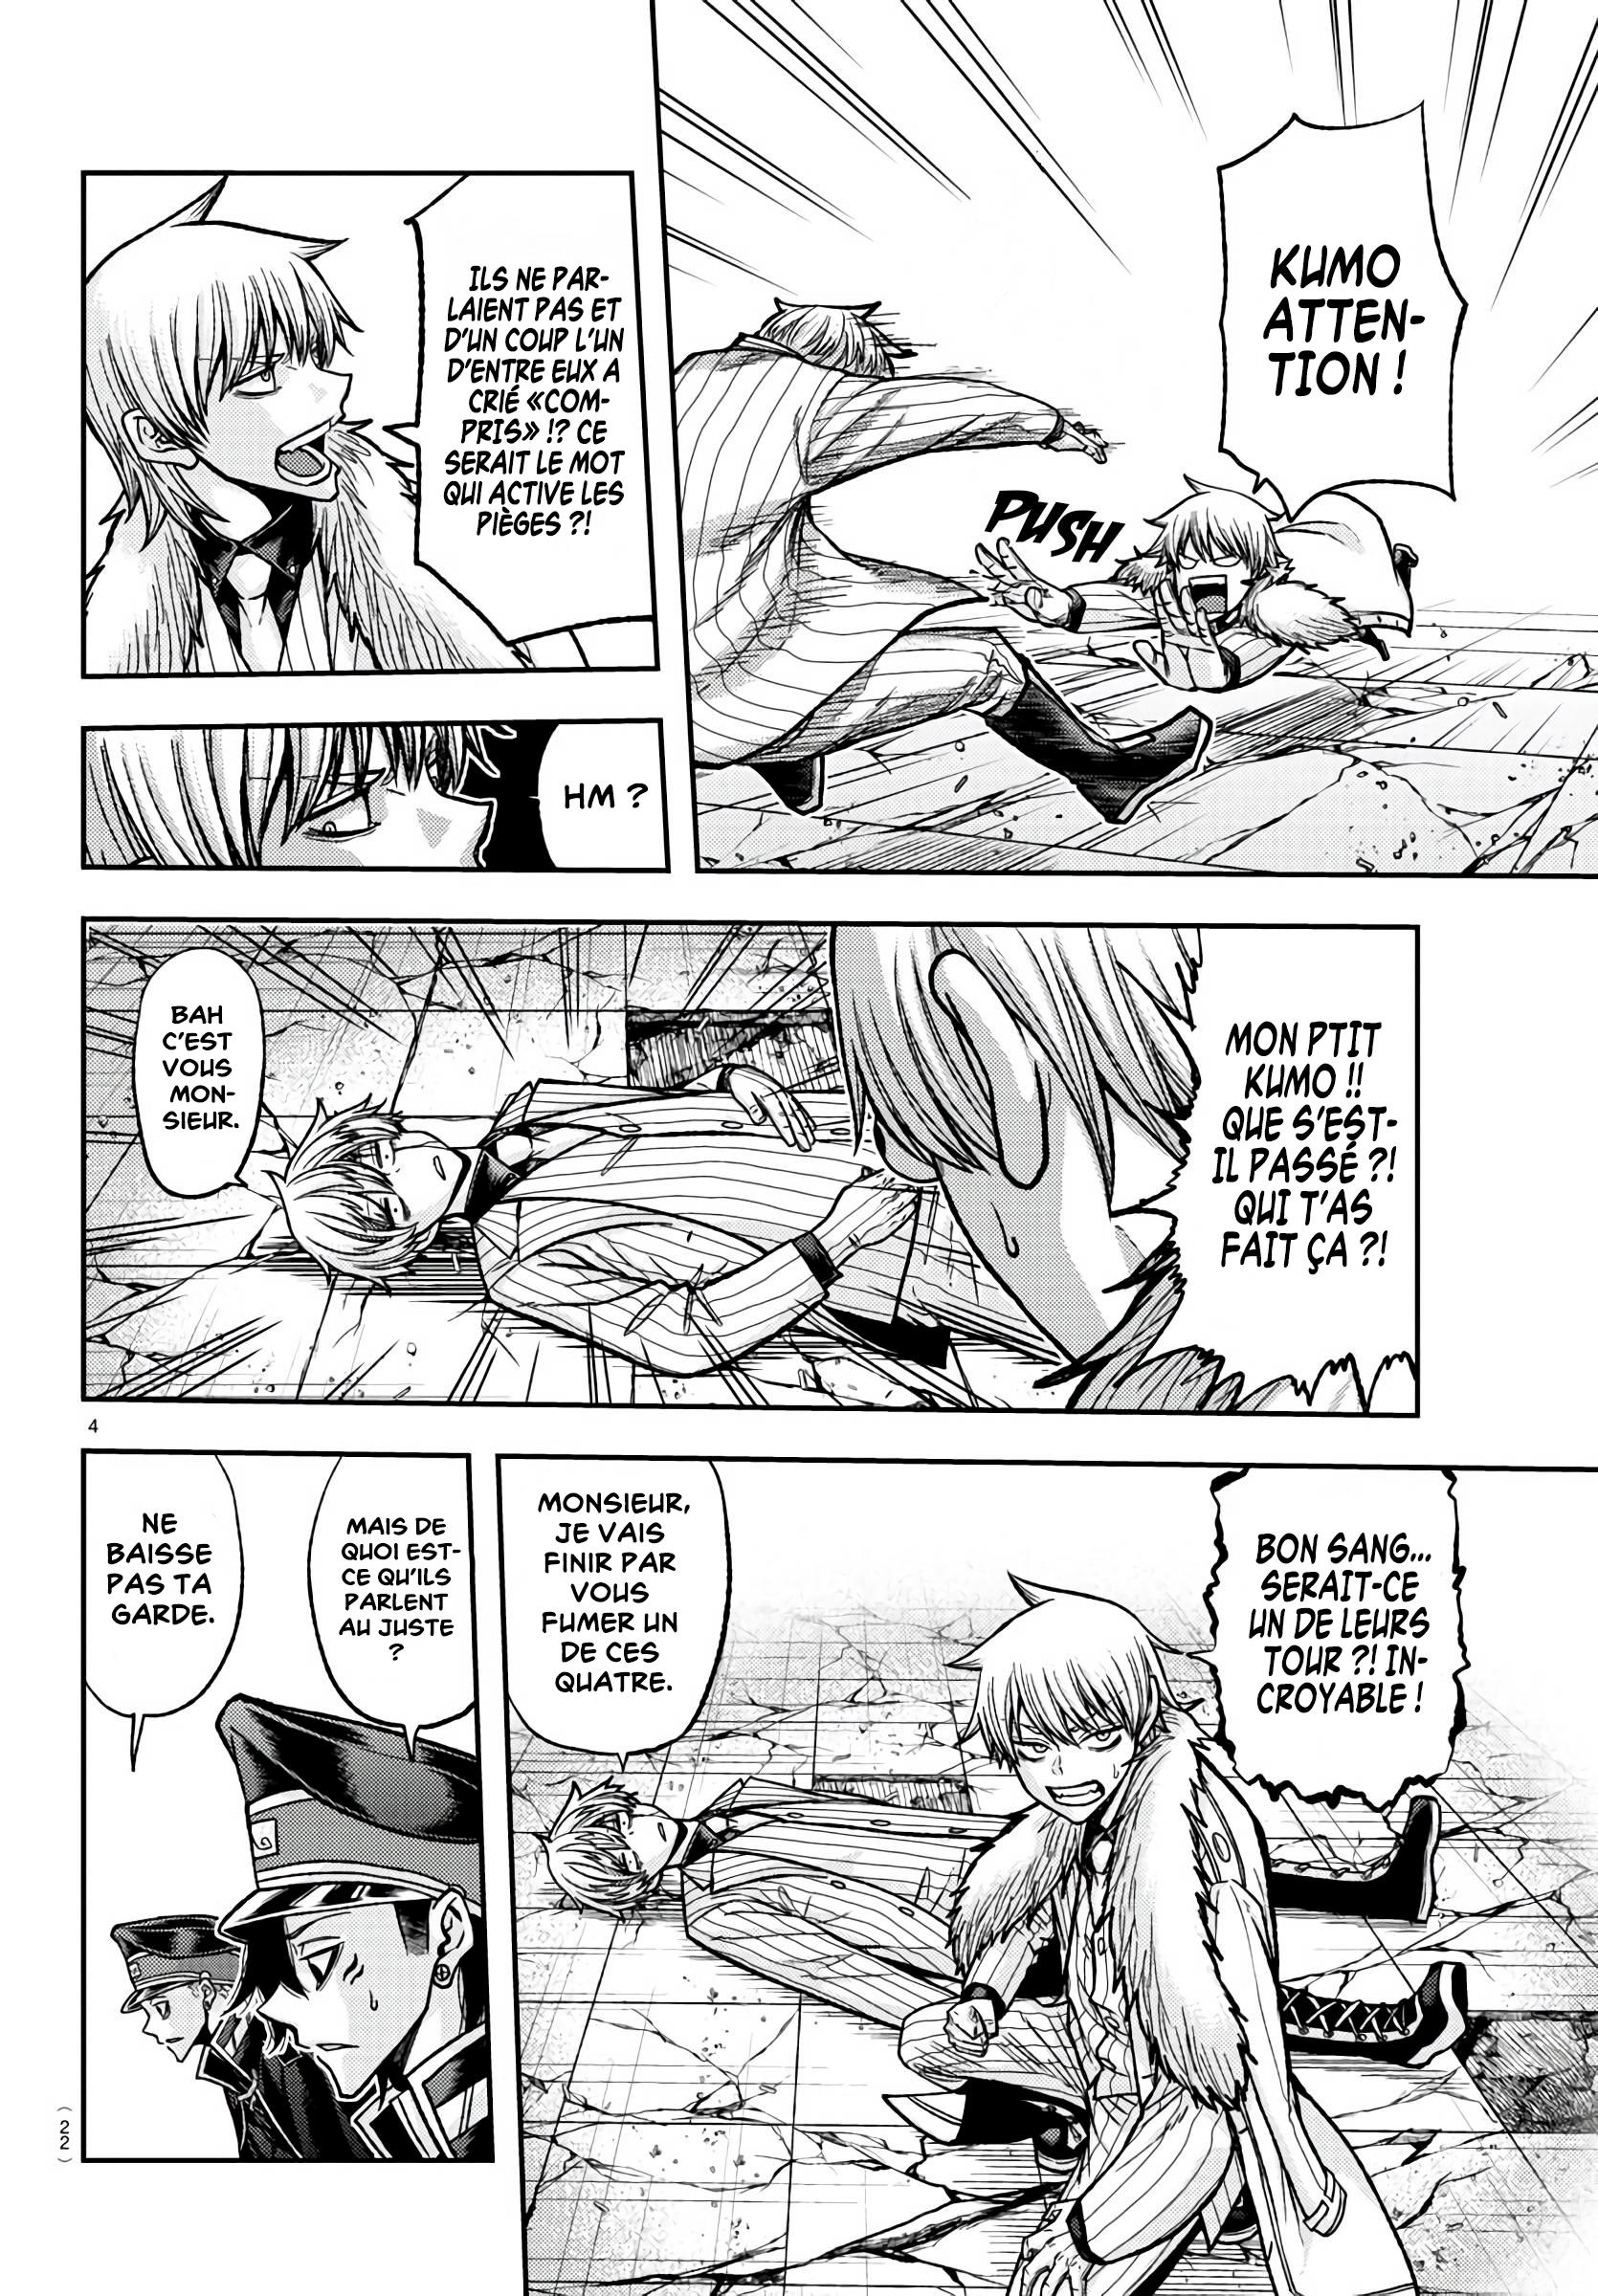 KUMO
ATTEN-
TION !
PUSH
ILS NE PAR-
LAIENT PAS ET
D'UN COUP L'UN
D'ENTRE EUX A
CRIÉ «COM-
PRIS» !? CE
SERAIT LE MOT
QUI ACTIVE LES
PIÈGES ?!
HM ?
MON PTIT
KUMO !!
QUE S'EST-
IL PASSÉ ?!
QUI T'AS
FAIT ÇA ?!
BAH
C'EST
VOUS
MON-
SIEUR.
4
BON SANG...
SERAIT-CE
UN DE LEURS
TOUR ?! IN-
CROYABLE !
MONSIEUR,
JE VAIS
FINIR PAR
VOUS
FUMER UN
DE CES
QUATRE.
MAIS DE
QUOI EST-
CE QU'ILS
PARLENT
AU JUSTE
?
NE
BAISSE
PAS TA
GARDE.
(22)